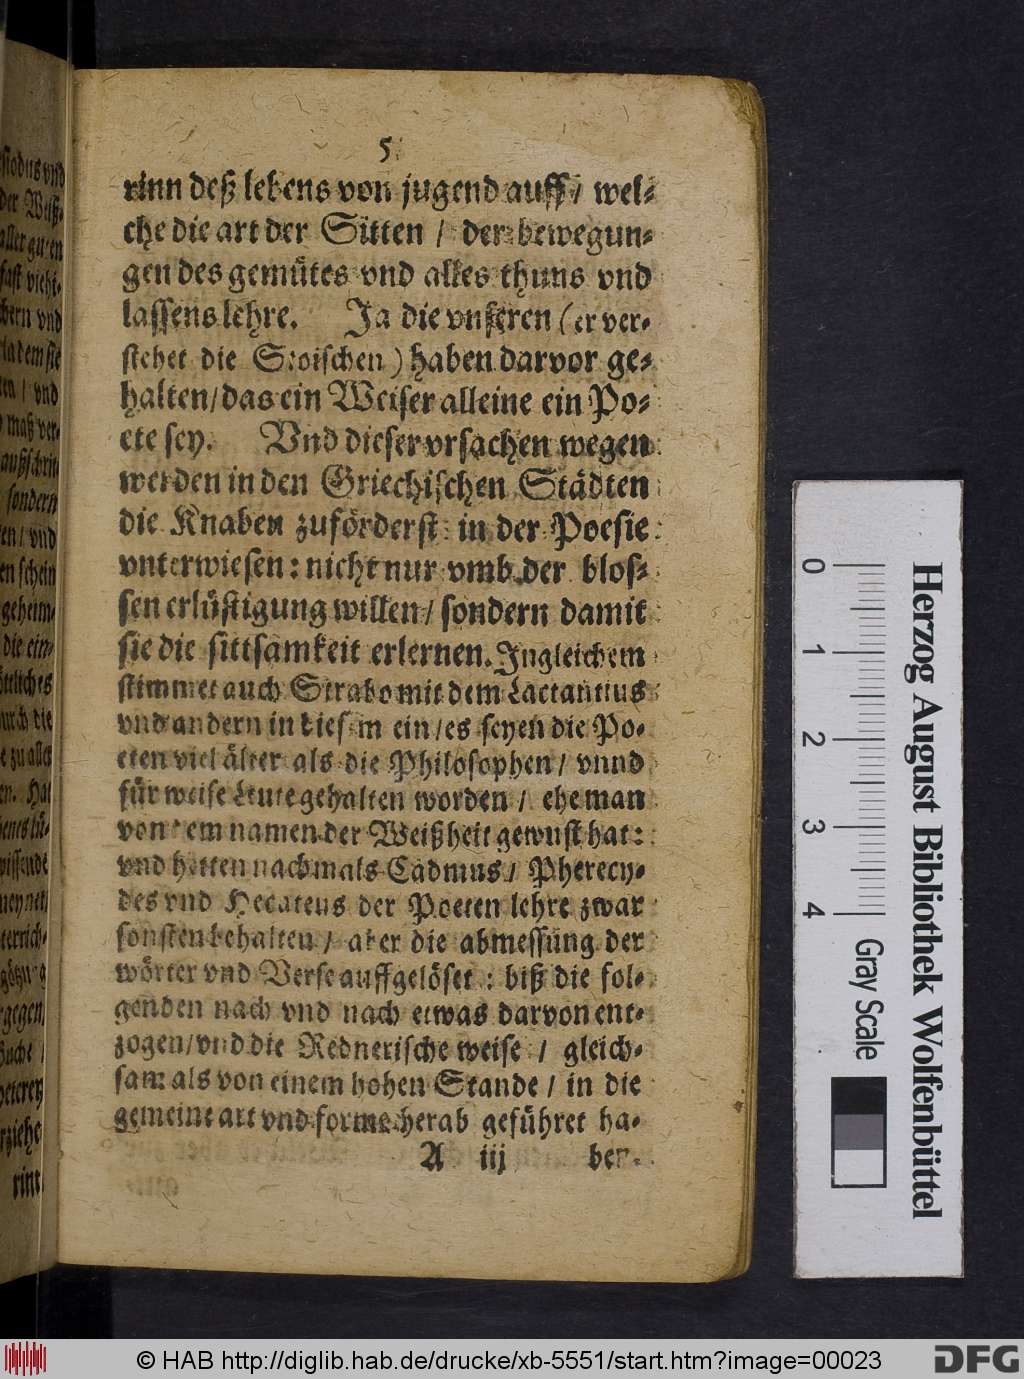 5.
rinn deß lebens von jugend auff / wel⸗
che die art der Sitten / der bewegun⸗
gen des gemütes vnd alles thuns vnd
lassens lehre. Ja die vnseren (er ver⸗
stehet die Stoischen) haben darvor ge⸗
halten / das ein Weiser alleine ein Po⸗
ete sey. Vnd dieser vrsachen wegen
werden in den Griechischen Städten
die Knaben zuförderst in der Poesie
vnterwiesen: nicht nur vmb der blos⸗
sen erlüstigung willen / sondern damit
sie die sittsamkeit erlernen. Ingleichem
stimmet auch Strabo mit dem Lactantius
vnd andern in diesem ein / es seyen die Po⸗
eten viel älter als die Philosophen / vnnd
für weise Leute gehalten worden / ehe man
von dem namen der Weißheit gewust hat:
vnd hetten nachmals Cadmus / Pherecy⸗
des vnd Hecateus der Poeten lehre zwar
sonsten behalten / aber die abmessung der
wörter vnd Verse auffgelöset: biß die fol⸗
genden nach vnd nach etwas darvon ent⸗
zogen / vnd die Rednerische weise / gleich⸗
sam als von einem hohen Stande / in die
gemeine art vnd forme herab geführet ha⸗
A iij ben.
0 1 2 3 4
Gray Scale
Herzog August Bibliothek Wolfenbüttel
© HAB http://diglib.hab.de/drucke/xb-5551/start.htm?image=00023
DFG